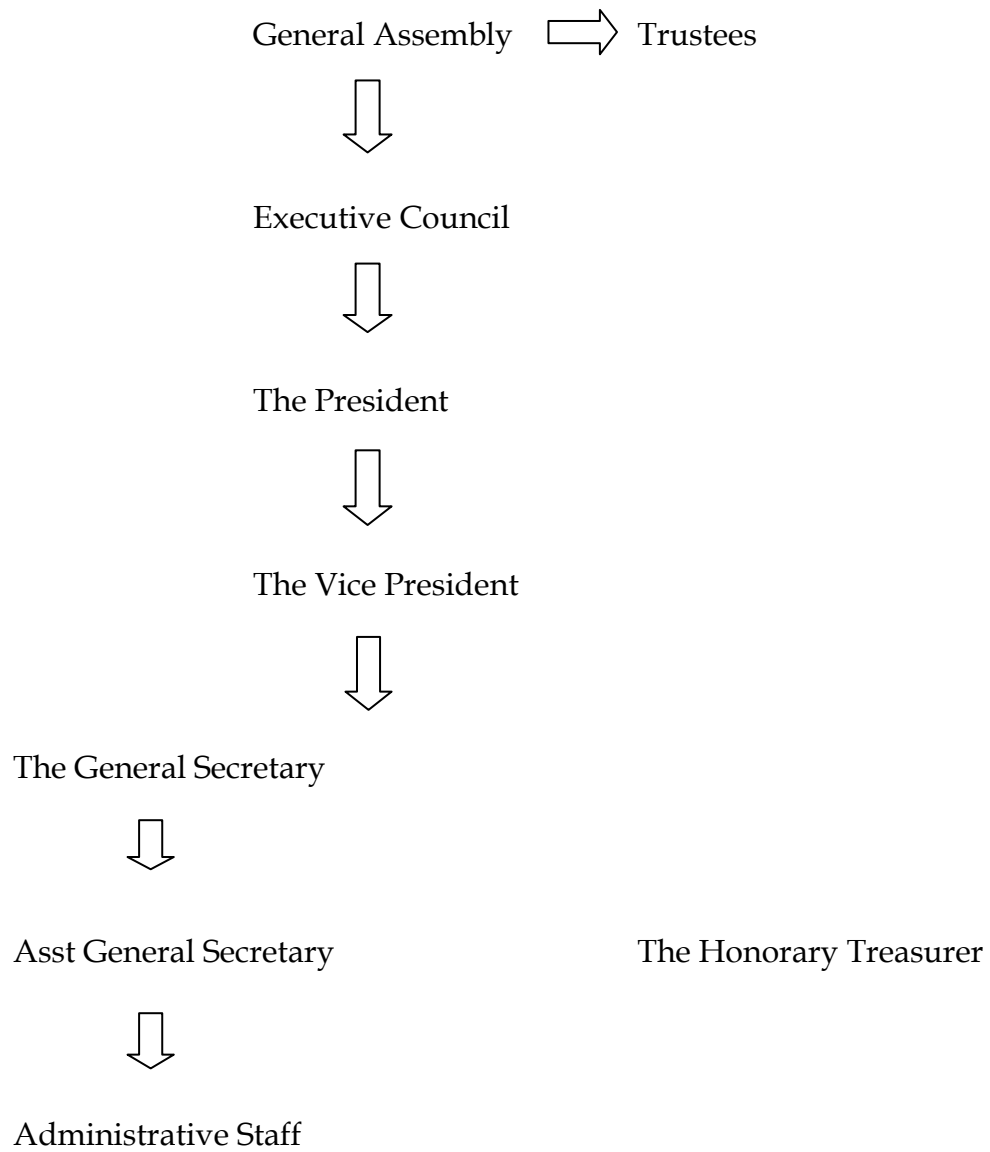 General Assembly Trustees
Executive Council
The President
The Vice President
The General Secretary
Asst General Secretary The Honorary Treasurer
Administrative Staff